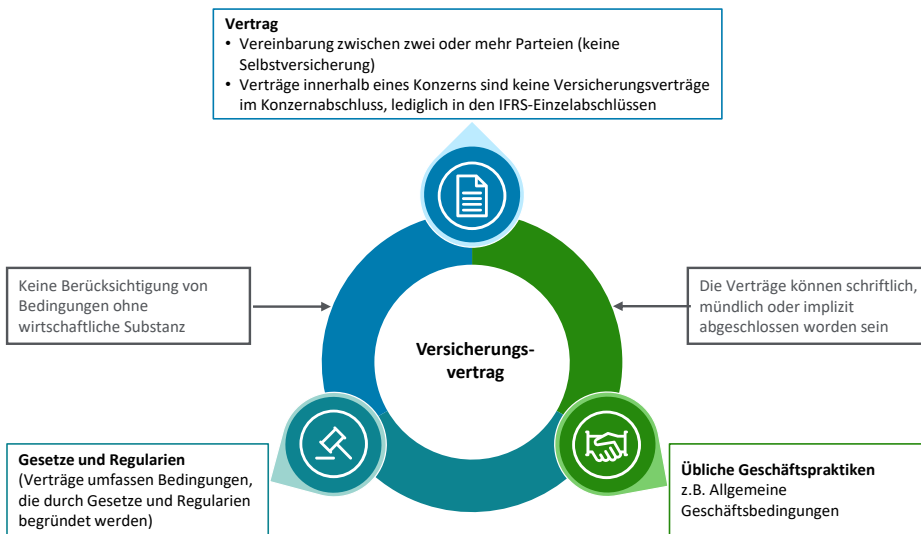 Vertrag
• Vereinbarung zwischen zwei oder mehr Parteien (keine
Selbstversicherung)
• Verträge innerhalb eines Konzerns sind keine Versicherungsverträge
im Konzernabschluss, lediglich in den IFRS-Einzelabschlüssen
Keine Berücksichtigung von
Bedingungen ohne
wirtschaftliche Substanz
Die Verträge können schriftlich,
mündlich oder implizit
abgeschlossen worden sein
Versicherungs-
vertrag
Gesetze und Regularien
(Verträge umfassen Bedingungen,
die durch Gesetze und Regularien
begründet werden)
Übliche Geschäftspraktiken
z.B. Allgemeine
Geschäftsbedingungen